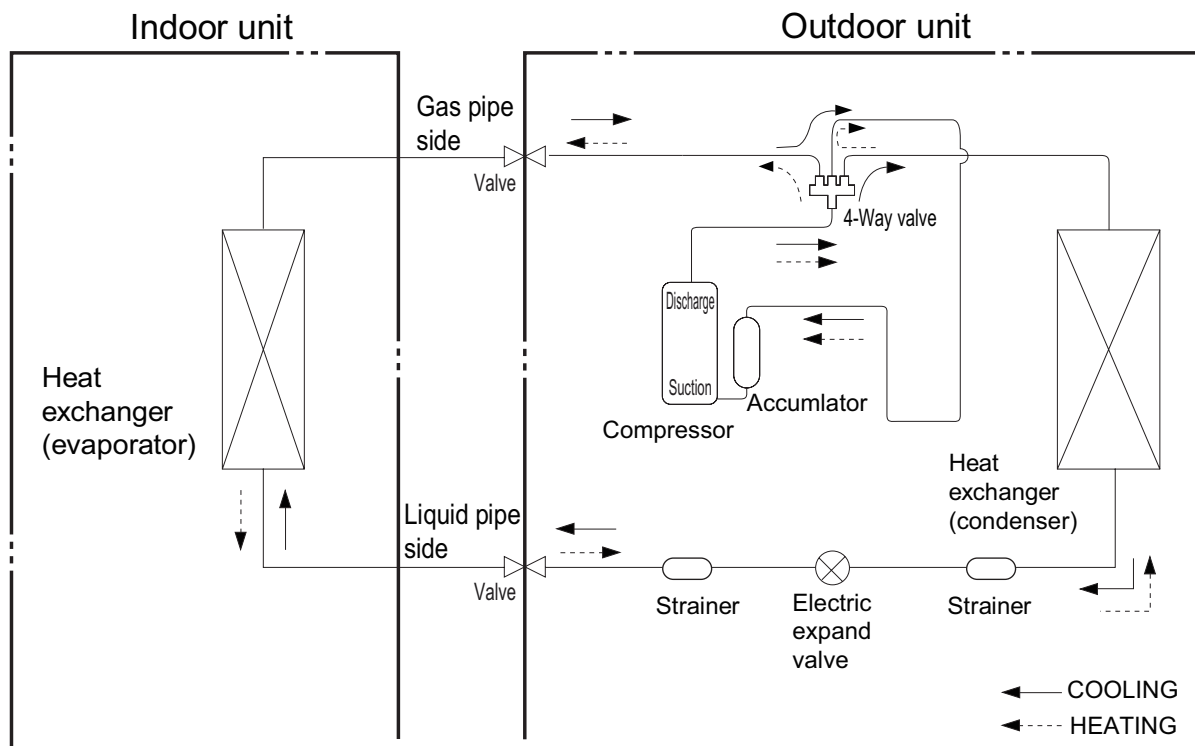 Indoor unit
Outdoor unit
Gas pipe
side
Valve
4-Way valve
Discharge
Suction
Compressor
Accumlator
Heat
exchanger
(evaporator)
Heat
exchanger
(condenser)
Liquid pipe
side
Valve
Strainer
Electric
expand
valve
Strainer
COOLING
HEATING